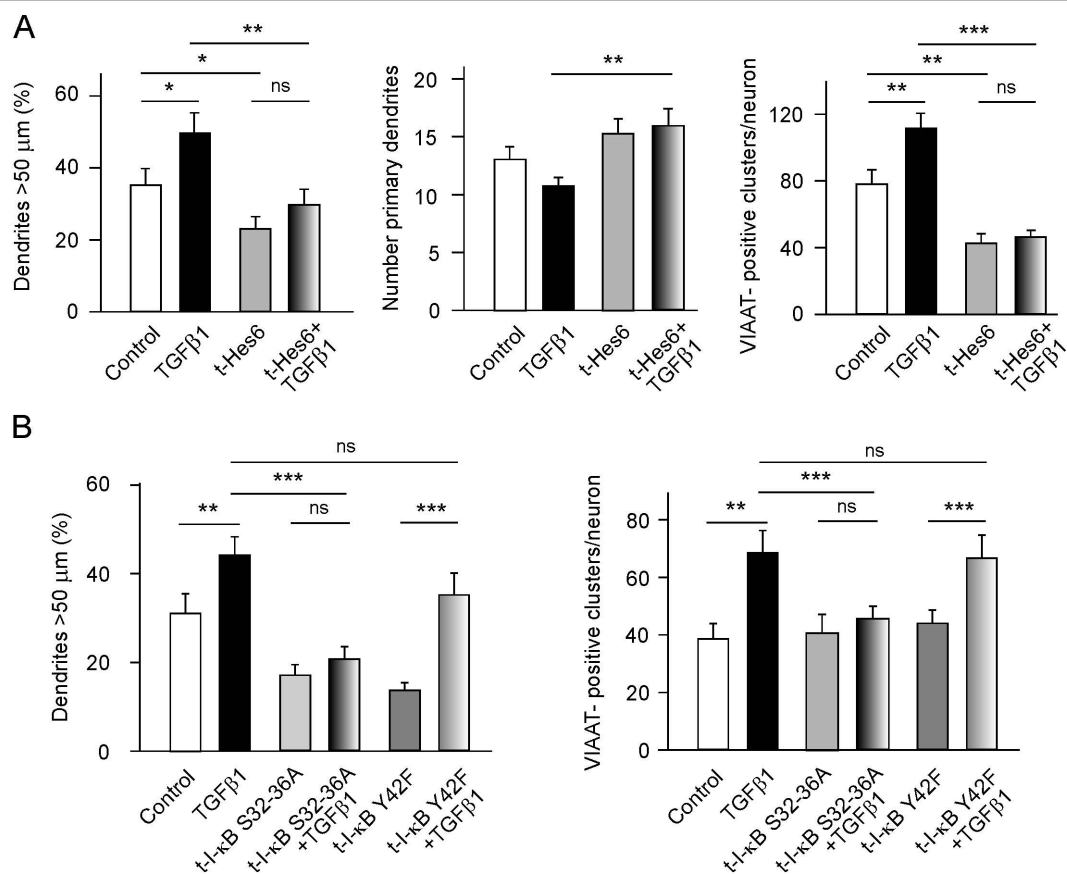 A
Dendrites >50 μm (%)
60
40
20
0
**
*
*
ns
Control
TGFβ1
t-Hes6
t-Hes6+
TGFβ1
Number primary dendrites
20
15
10
5
0
**
Control
TGFβ1
t-Hes6
t-Hes6+
TGFβ1
VIAAT- positive clusters/neuron
120
80
40
0
***
**
**
ns
Control
TGFβ1
t-Hes6
t-Hes6+
TGFβ1
B
Dendrites >50 μm (%)
60
40
20
0
ns
***
**
ns
***
Control
TGFβ1
t-I-κB S32-36A
t-I-κB S32-36A
+TGFβ1
t-I-κB Y42F
t-I-κB Y42F
+TGFβ1
VIAAT- positive clusters/neuron
80
60
40
20
0
ns
***
**
ns
***
Control
TGFβ1
t-I-κB S32-36A
t-I-κB S32-36A
+TGFβ1
t-I-κB Y42F
t-I-κB Y42F
+TGFβ1